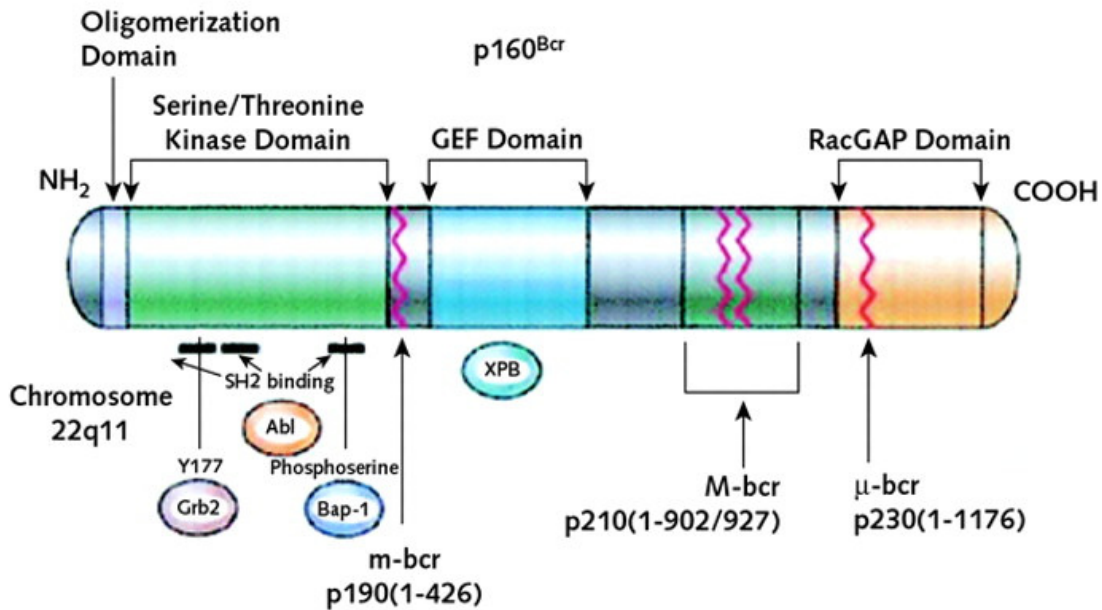 Oligomerization
Domain
p160Bcr
Serine/Threonine
Kinase Domain
GEF Domain
RacGAP Domain
NH2
COOH
SH2 binding
XPB
Chromosome
22q11
Abl
Y177
Phosphoserine
Grb2
Bap-1
M-bcr
p210(1-902/927)
μ-bcr
p230(1-1176)
m-bcr
p190(1-426)